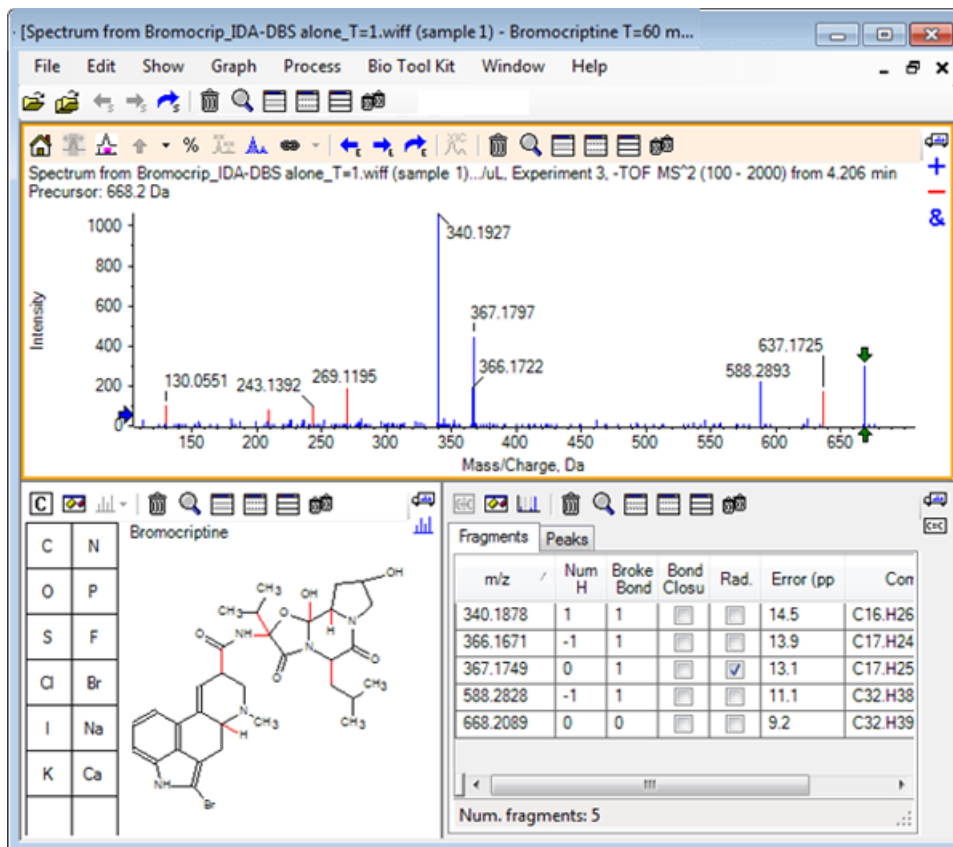 [Spectrum from Bromocrip_IDA-DBS alone_T=1.wiff (sample 1) - Bromocriptine T=60 m...
File Edit Show Graph Process Bio Tool Kit Window Help
%
Spectrum from Bromocrip_IDA-DBS alone_T=1.wiff (sample 1).../uL, Experiment 3, -TOF MS^2 (100 - 2000) from 4.206 min
Precursor: 668.2 Da
Intensity
1000
800
600
400
200
0
340.1927
367.1797
366.1722
637.1725
588.2893
130.0551
243.1392
269.1195
150 200 250 300 350 400 450 500 550 600 650
Mass/Charge, Da
C N
O P
S F
Cl Br
I Na
K Ca
Bromocriptine
OH
CH3
CH3
O
OH
N
O
NH
O
N
O
H
CH3
CH3
N
CH3
H
NH
Br
Fragments Peaks
m/z Num H Broke Bond Bond Closu Rad. Error (pp Con
340.1878 1 1 14.5 C16.H26
366.1671 -1 1 13.9 C17.H24
367.1749 0 1 13.1 C17.H25
588.2828 -1 1 11.1 C32.H38
668.2089 0 0 9.2 C32.H39
Num. fragments: 5